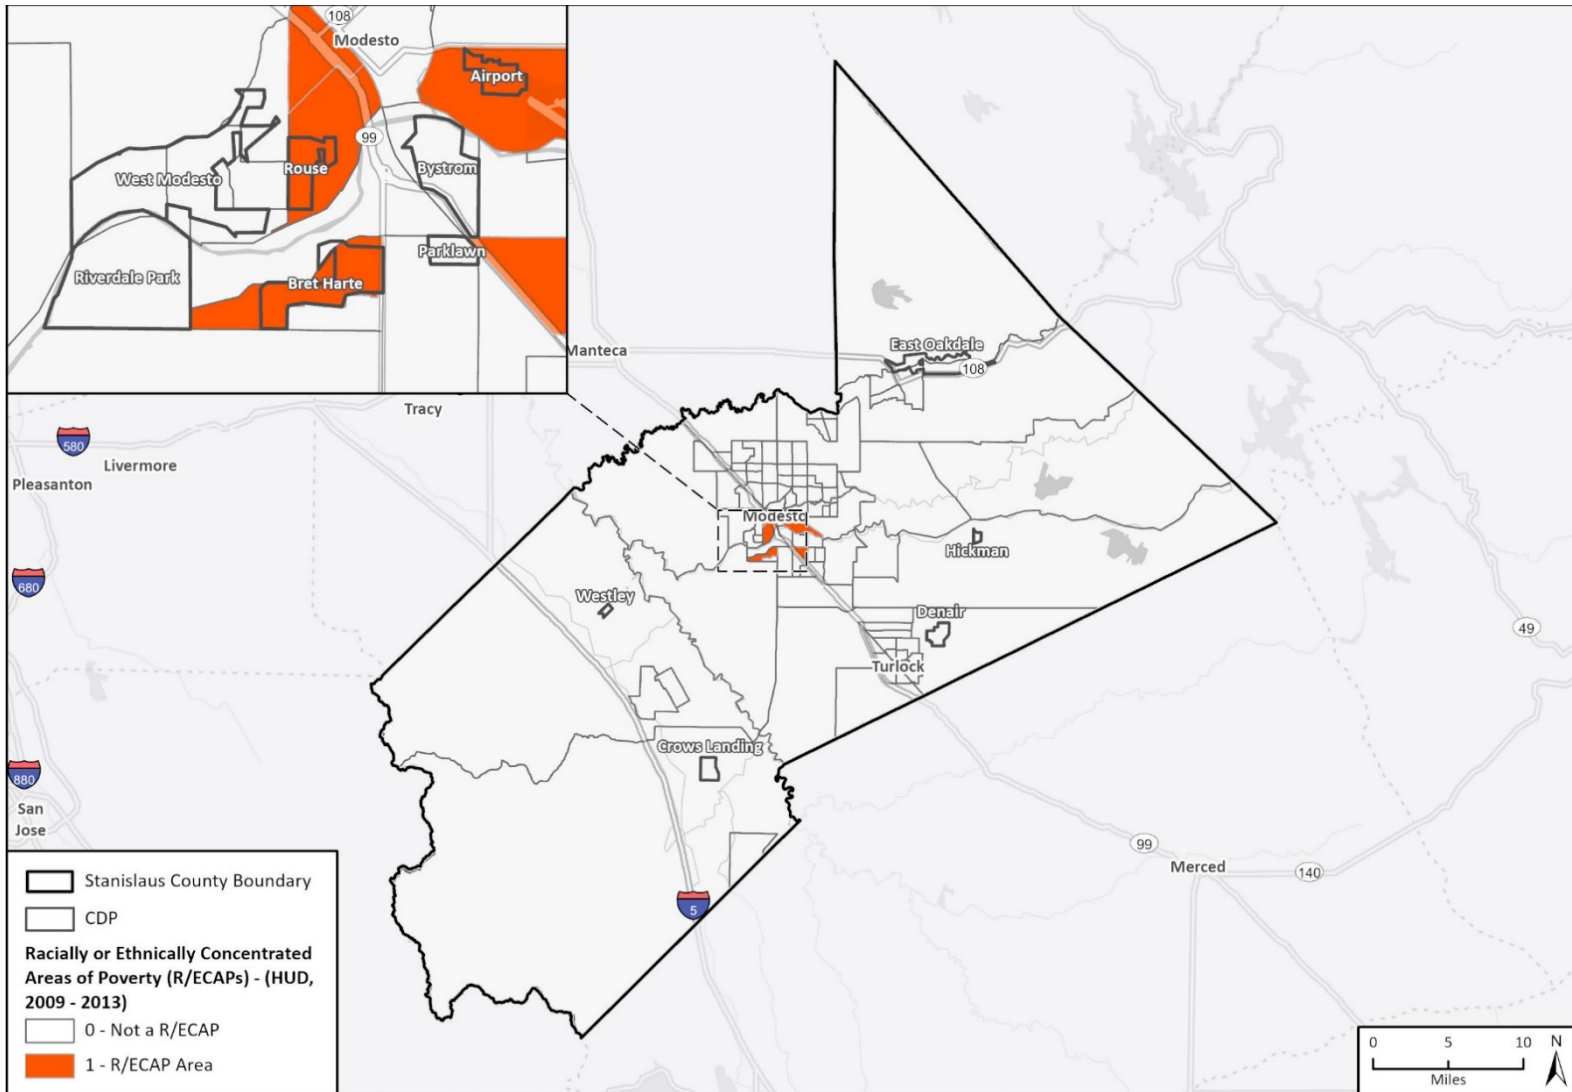 108
Modesto
Airport
99
Rouse
West Modesto
Bystrom
Parklawn
Riverdale Park
Bret Harte
Manteca
East Oakdale
108
Tracy
580
Livermore
Pleasanton
Modesto
Hickman
680
Westley
Denair
49
Turlock
Crows Landing
880
San
Jose
99
Merced
140
5
Stanislaus County Boundary
CDP
Racially or Ethnically Concentrated
Areas of Poverty (R/ECAPs) - (HUD,
2009 - 2013)
0 - Not a R/ECAP
1 - R/ECAP Area
0 5 10
Miles
N